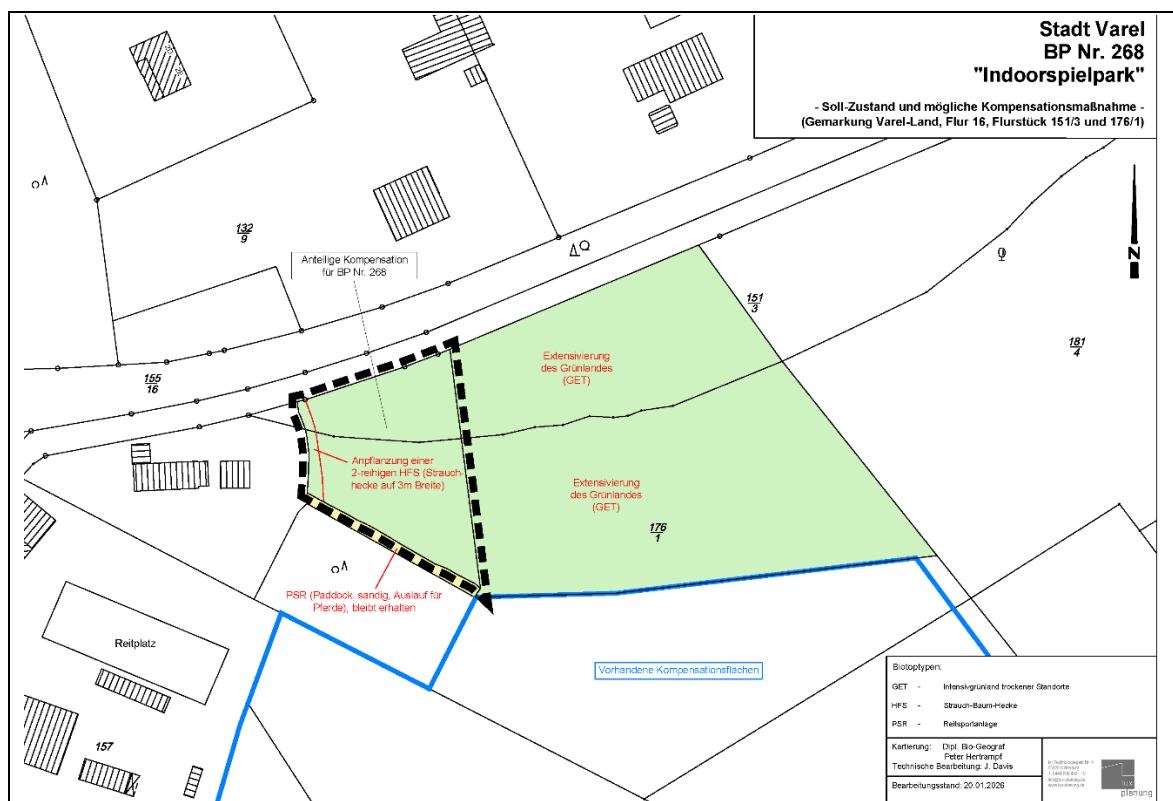 Stadt Varel
BP Nr. 268
"Indoorspielpark"
- Soll-Zustand und mögliche Kompensationsmaßnahme -
(Gemarkung Varel-Land, Flur 16, Flurstück 151/3 und 176/1)
132
9
Anteilige Kompensation
für BP Nr. 268
N
151
3
181
4
155
16
Extensivierung
des Grünlandes
(GET)
Anpflanzung einer
2-reihigen HFS (Strauch-
hecke auf 3m Breite)
Extensivierung
des Grünlandes
(GET)
176
1
PSR (Paddock, sandig, Auslauf für
Pferde), bleibt erhalten
Reitplatz
Vorhandene Kompensationsflächen
157
Biotoptypen:
GET - Intensivgrünland trockener Standorte
HFS - Strauch-Baum-Hecke
PSR - Reitsportanlage
Kartierung: Dipl. Bio-Geograf
Peter Hertrampf
Technische Bearbeitung: J. Davis
Bearbeitungsstand: 20.01.2026
lux
planung